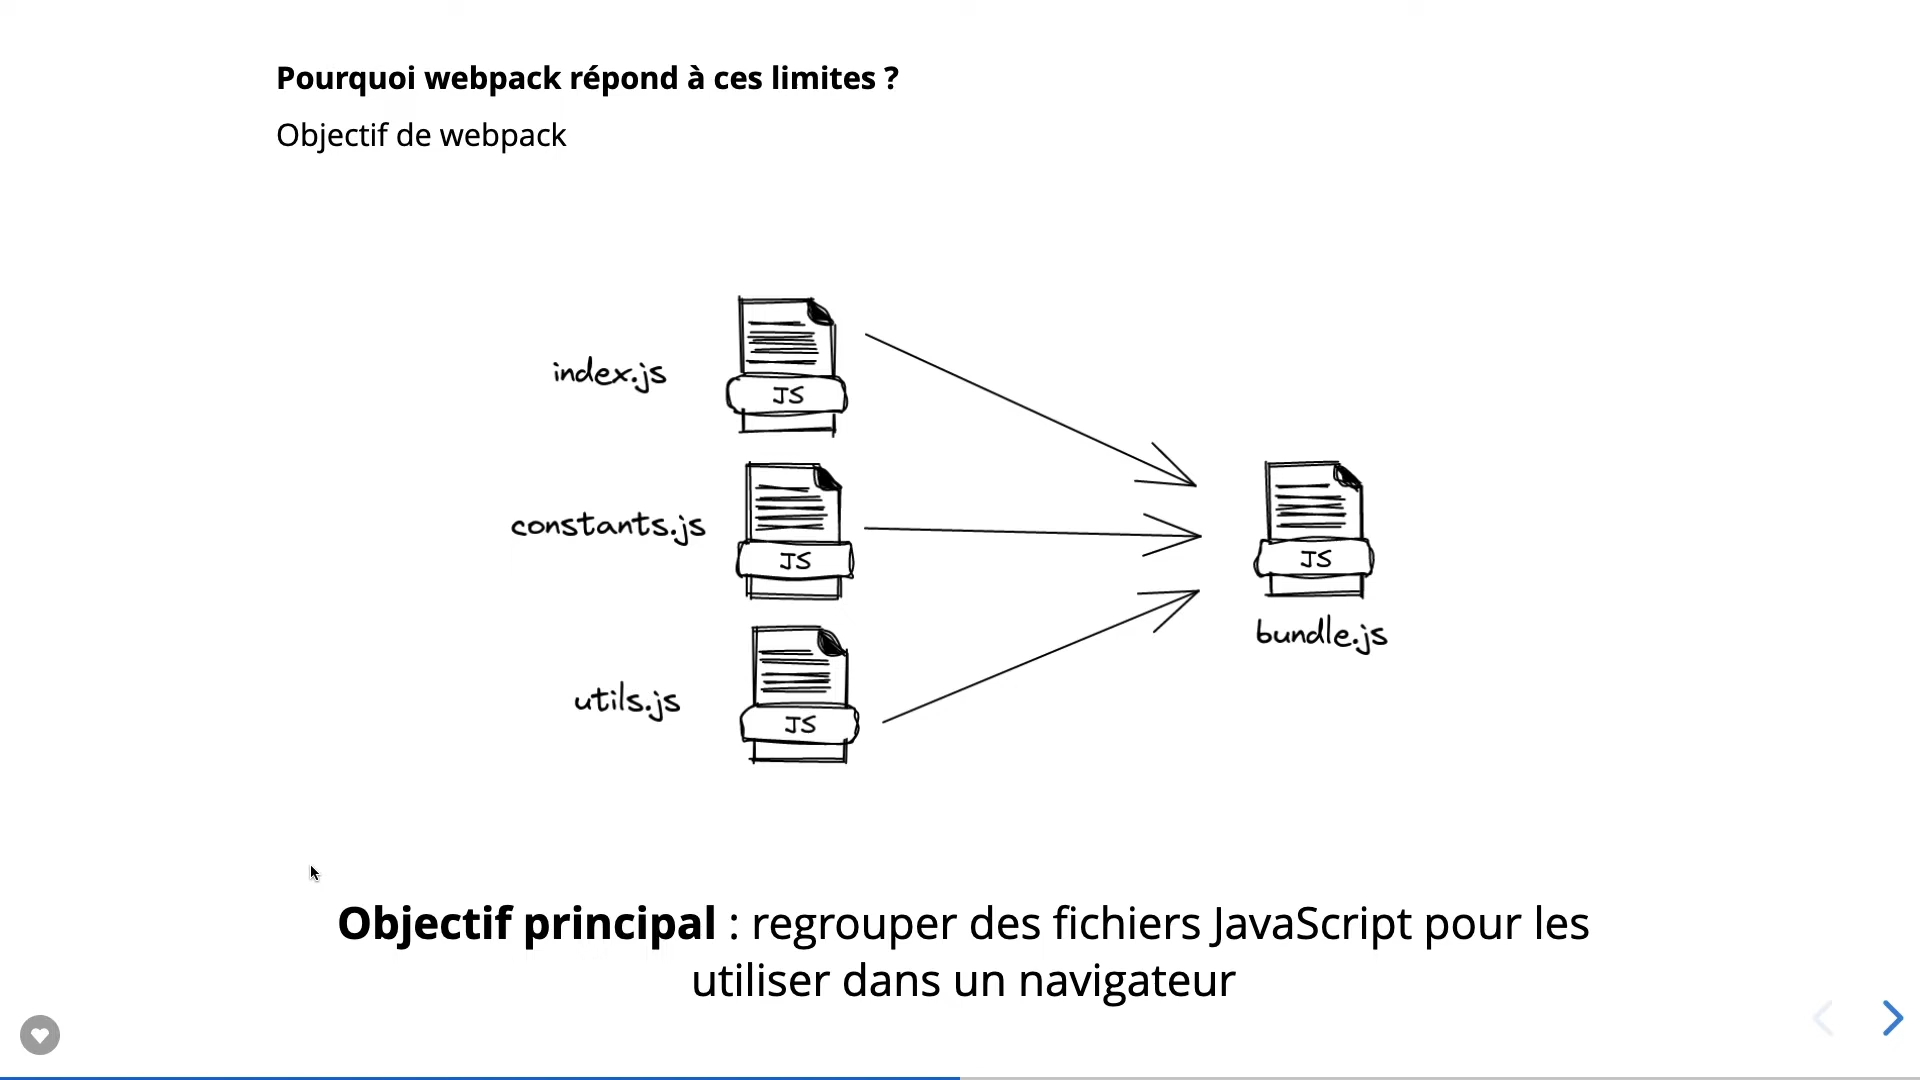 Pourquoi webpack répond à ces limites ?
Objectif de webpack
index.js
JS
constants.js
JS
utils.js
JS
JS
bundle.js
Objectif principal : regrouper des fichiers JavaScript pour les
utiliser dans un navigateur